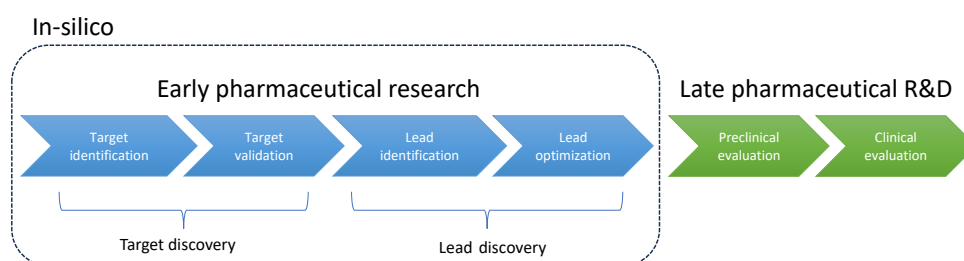 In-silico
Early pharmaceutical research
Late pharmaceutical R&D
Target
identification
Target
validation
Lead
identification
Lead
optimization
Preclinical
evaluation
Clinical
evaluation
Target discovery
Lead discovery